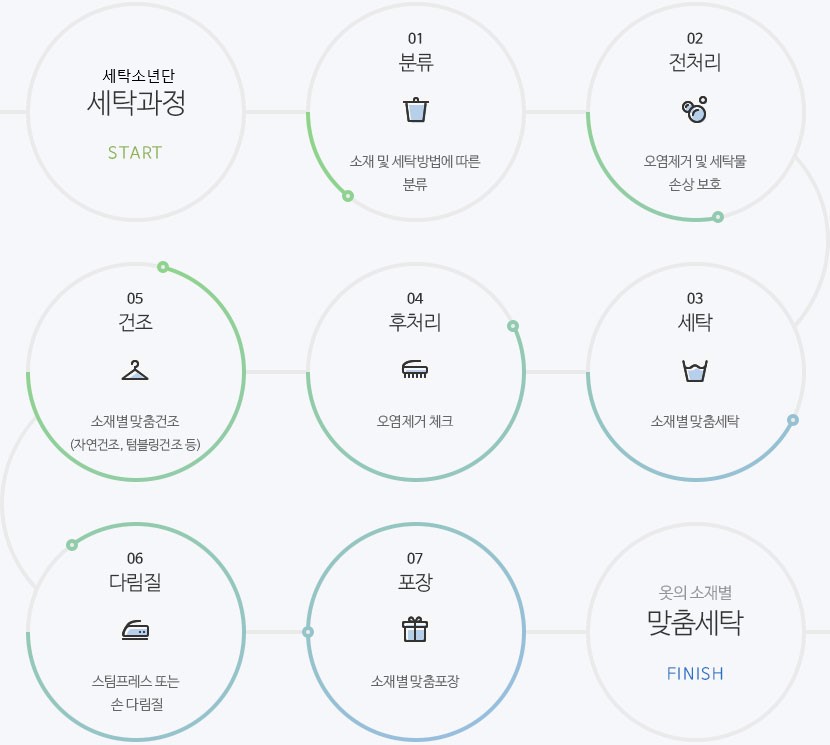 세탁소년단
세탁과정
START
01
분류
소재 및 세탁방법에 따른
분류
02
전처리
오염제거 및 세탁물
손상 보호
03
세탁
소재별 맞춤세탁
04
후처리
오염제거 체크
05
건조
소재별 맞춤건조
(자연건조, 텀블링건조 등)
06
다림질
스팀프레스 또는
손 다림질
07
포장
소재별 맞춤포장
옷의 소재별
맞춤세탁
FINISH